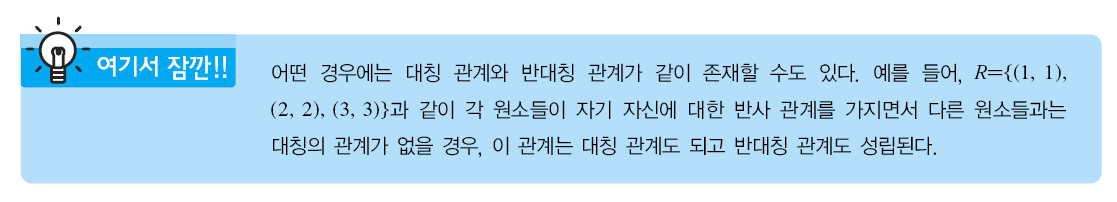 여기서 잠깐!!
어떤 경우에는 대칭 관계와 반대칭 관계가 같이 존재할 수도 있다. 예를 들어, R={(1, 1),
(2, 2), (3, 3)}과 같이 각 원소들이 자기 자신에 대한 반사 관계를 가지면서 다른 원소들과는
대칭의 관계가 없을 경우, 이 관계는 대칭 관계도 되고 반대칭 관계도 성립된다.